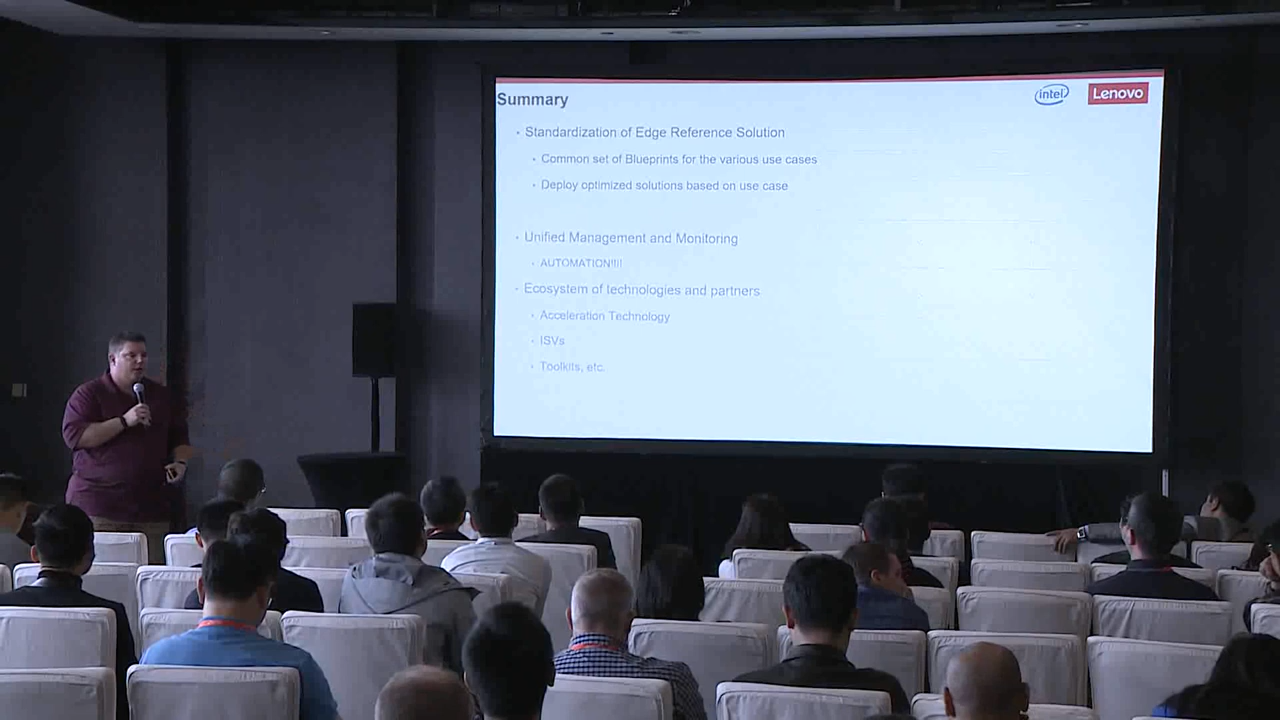 Summary
intel
Lenovo
Standardization of Edge Reference Solution
Common set of Blueprints for the various use cases
Deploy optimized solutions based on use case
Unified Management and Monitoring
AUTOMATION!!!!
Ecosystem of technologies and partners
Acceleration Technology
ISVs
Toolkits, etc.